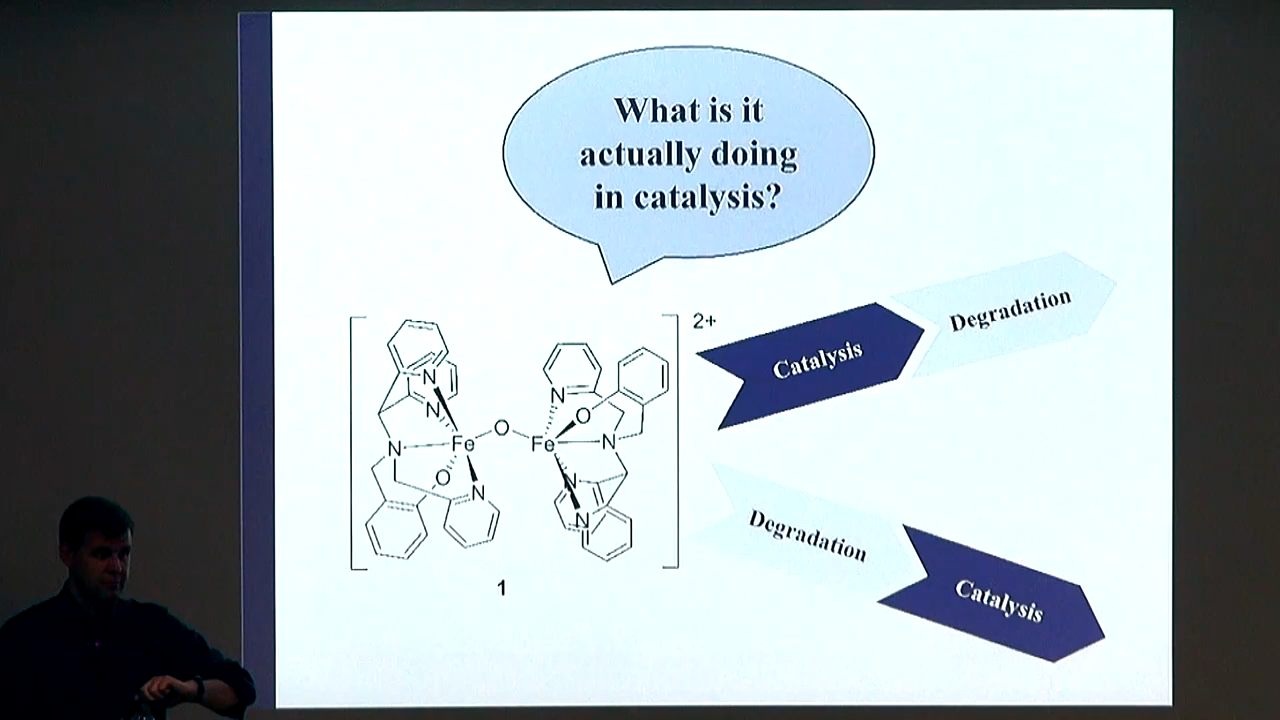 What is it
actually doing
in catalysis?
2+
Catalysis
Degradation
N
N
N
Fe
O
Fe
N
O
N
O
N
N
N
Degradation
Catalysis
1